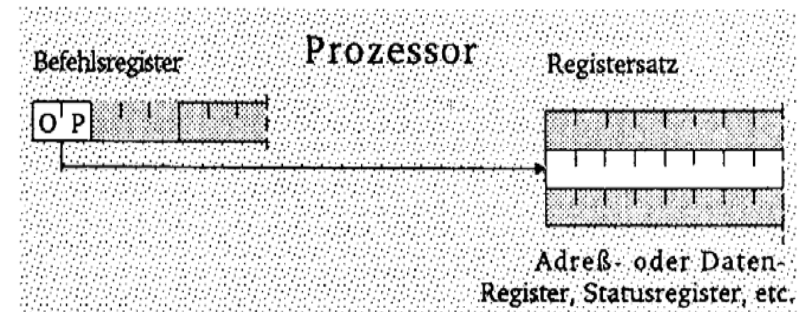 Prozessor
Befehlsregister
Registersatz
O P
Adreß- oder Daten-
Register, Statusregister, etc.